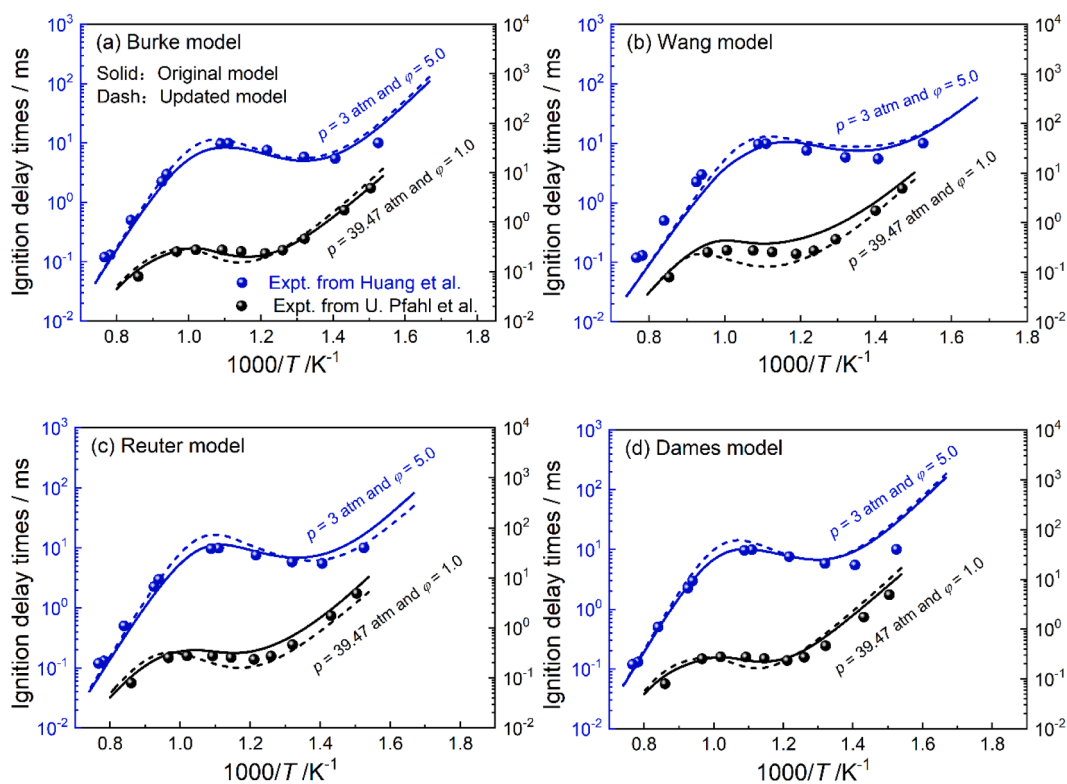 (a) Burke model
Solid: Original model
Dash: Updated model
p = 3 atm and φ = 5.0
p = 39.47 atm and φ = 1.0
Expt. from Huang et al.
Expt. from U. Pfahl et al.
Ignition delay times / ms
10³
10²
10¹
10⁰
10⁻¹
10⁻²
10⁴
10³
10²
10¹
10⁰
10⁻¹
10⁻²
0.8 1.0 1.2 1.4 1.6 1.8
1000/T /K⁻¹
(b) Wang model
p = 3 atm and φ = 5.0
p = 39.47 atm and φ = 1.0
Ignition delay times / ms
10³
10²
10¹
10⁰
10⁻¹
10⁻²
10⁴
10³
10²
10¹
10⁰
10⁻¹
10⁻²
0.8 1.0 1.2 1.4 1.6 1.8
1000/T /K⁻¹
(c) Reuter model
p = 3 atm and φ = 5.0
p = 39.47 atm and φ = 1.0
Ignition delay times / ms
10³
10²
10¹
10⁰
10⁻¹
10⁻²
10⁴
10³
10²
10¹
10⁰
10⁻¹
10⁻²
0.8 1.0 1.2 1.4 1.6 1.8
1000/T /K⁻¹
(d) Dames model
p = 3 atm and φ = 5.0
p = 39.47 atm and φ = 1.0
Ignition delay times / ms
10³
10²
10¹
10⁰
10⁻¹
10⁻²
10⁴
10³
10²
10¹
10⁰
10⁻¹
10⁻²
0.8 1.0 1.2 1.4 1.6 1.8
1000/T /K⁻¹